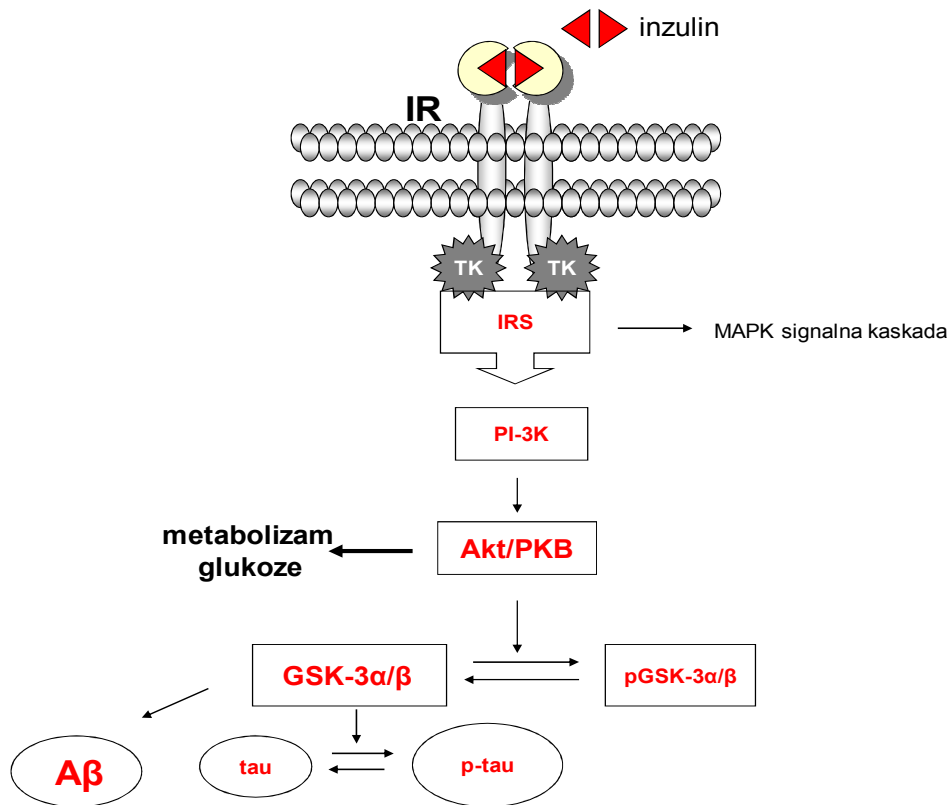 inzulin
IR
TK
TK
IRS
MAPK signalna kaskada
PI-3K
metabolizam
glukoze
Akt/PKB
GSK-3α/β
pGSK-3α/β
Aβ
tau
p-tau